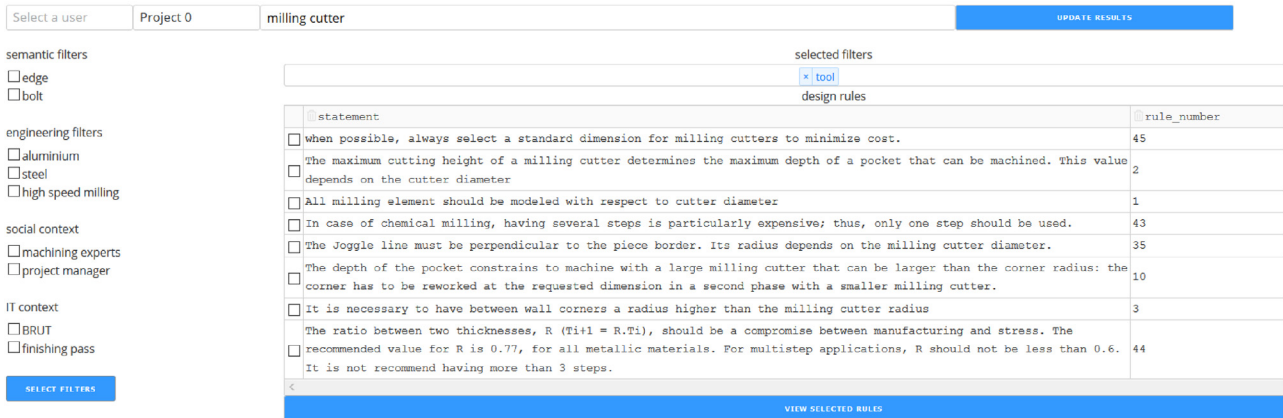 Select a user Project 0 milling cutter UPDATE RESULTS
semantic filters
edge
bolt
engineering filters
aluminium
steel
high speed milling
social context
machining experts
project manager
IT context
BRUT
finishing pass
SELECT FILTERS
selected filters
× tool
design rules
statement rule_number
when possible, always select a standard dimension for milling cutters to minimize cost. 45
The maximum cutting height of a milling cutter determines the maximum depth of a pocket that can be machined. This value
depends on the cutter diameter 2
All milling element should be modeled with respect to cutter diameter 1
In case of chemical milling, having several steps is particularly expensive; thus, only one step should be used. 43
The Joggle line must be perpendicular to the piece border. Its radius depends on the milling cutter diameter. 35
The depth of the pocket constrains to machine with a large milling cutter that can be larger than the corner radius: the
corner has to be reworked at the requested dimension in a second phase with a smaller milling cutter. 10
It is necessary to have between wall corners a radius higher than the milling cutter radius 3
The ratio between two thicknesses, R (Ti+1 = R.Ti), should be a compromise between manufacturing and stress. The
recommended value for R is 0.77, for all metallic materials. For multistep applications, R should not be less than 0.6. 44
It is not recommend having more than 3 steps.
VIEW SELECTED RULES